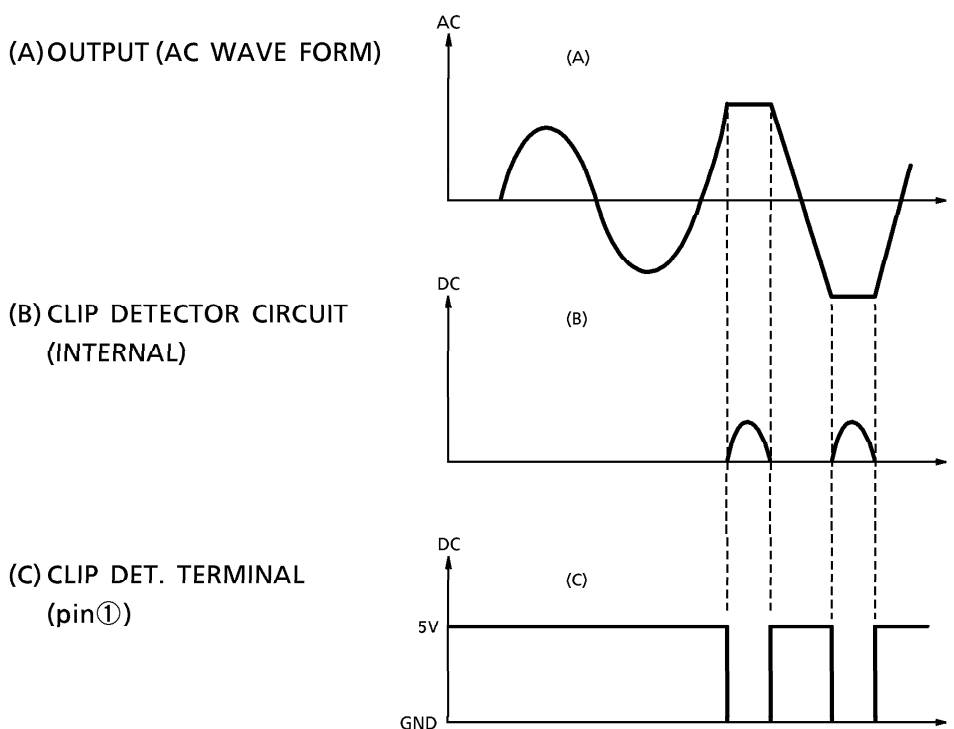 AC
(A) OUTPUT (AC WAVE FORM)
(A)
DC
(B) CLIP DETECTOR CIRCUIT
(INTERNAL)
(B)
DC
(C) CLIP DET. TERMINAL
(pin①)
(C)
5V
GND